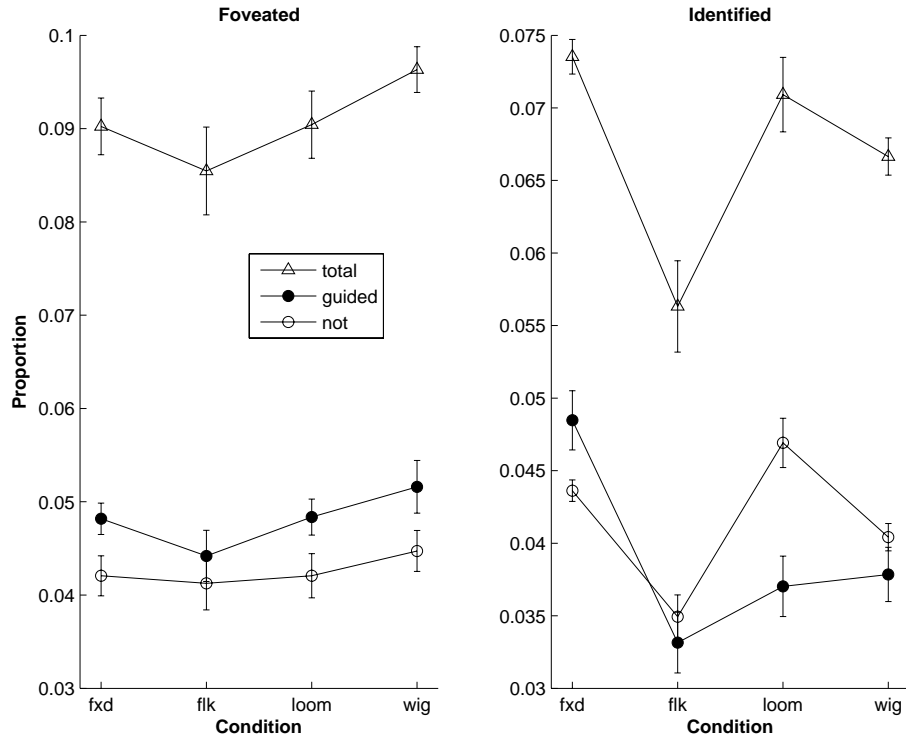 Foveated
0.1
0.09
0.08
0.07
0.06
0.05
0.04
0.03
Proportion
total
guided
not
fxd flk loom wig
Condition
Identified
0.075
0.07
0.065
0.06
0.055
0.05
0.045
0.04
0.035
0.03
fxd flk loom wig
Condition